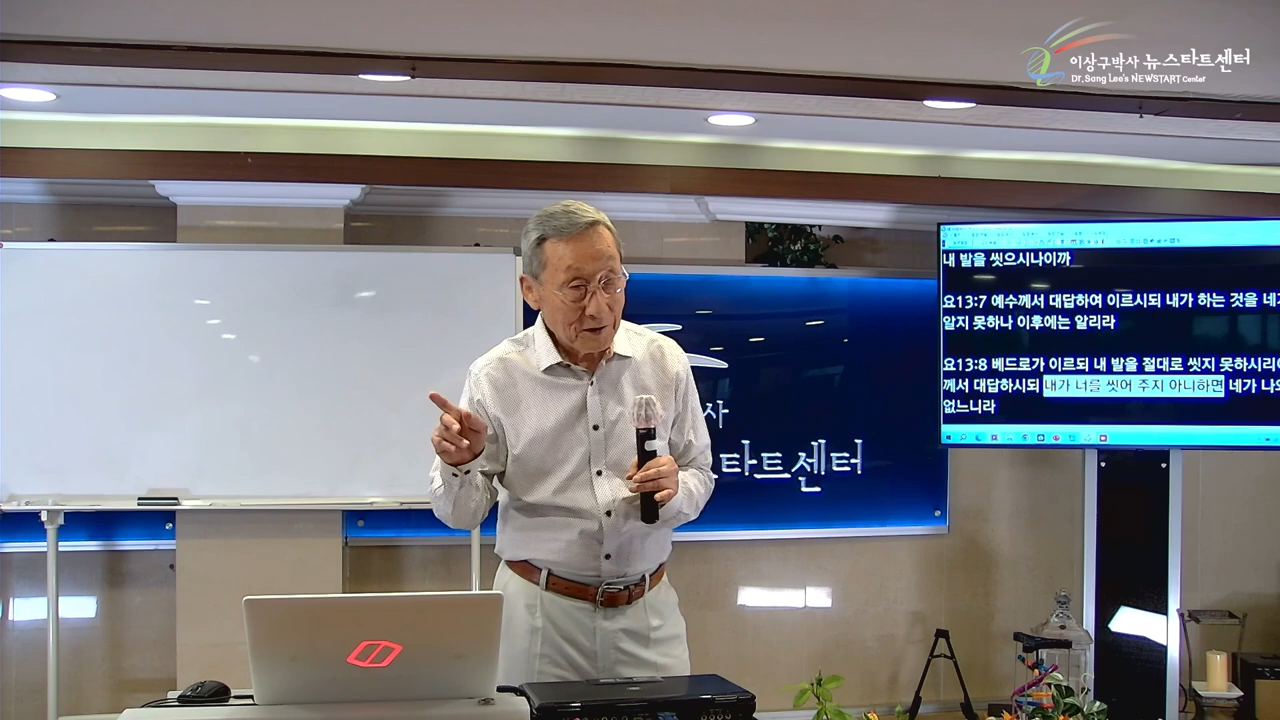 이상구박사 뉴스타트센터
Dr. Sang Lee's NEWSTART Center
내 발을 씻으시나이까
요13:7 예수께서 대답하여 이르시되 내가 하는 것을 네가
알지 못하나 이후에는 알리라
요13:8 베드로가 이르되 내 발을 절대로 씻지 못하시리이
께서 대답하시되 내가 너를 씻어 주지 아니하면 네가 나와
없느니라
사
스타트센터